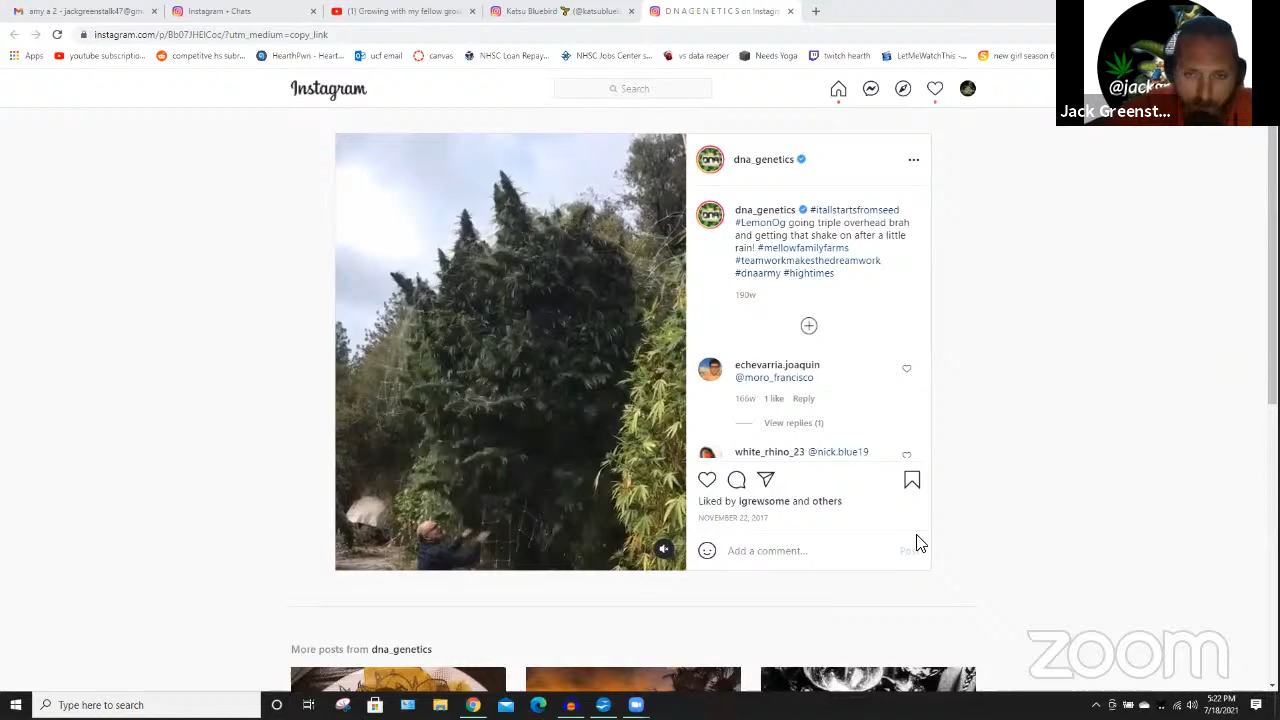 amy a 2 - jackgreenstalk47@gm
Instagram • Chats
(1) Growing with my fellow grow
Katsu Bluebird (@katsubluebi
D N A G E N E T I C S on Instagr
instagram.com/p/Bb07JHElCoc/?utm_medium=copy_link
Apps
youtube subscriptio...
competitve hs subr...
HearthPwn - Heart...
ucf email
canvas
NHSC Loan Repay...
NHSC Jobs Center s...
vs data reaper
Needs Yoga
twitch hearth
LetMeWatchThis -...
new girl season 6
@jack
Jack Greenst...
Instagram
Search
dna_genetics
dna_genetics #itallstartsfromseed
#LemonOg going triple overhead brah
and getting that shake on after a little
rain! #mellowfamilyfarms
#teamworkmakesthedreamwork
#dnaarmy #hightimes
190w
echevarria.joaquin
@moro_francisco
166w 1 like Reply
View replies (1)
white_rhino_23 @nick.blue19
Liked by igrewsome and others
NOVEMBER 22, 2017
Add a comment...
More posts from dna_genetics
zoom
Type here to search
5:22 PM
7/18/2021